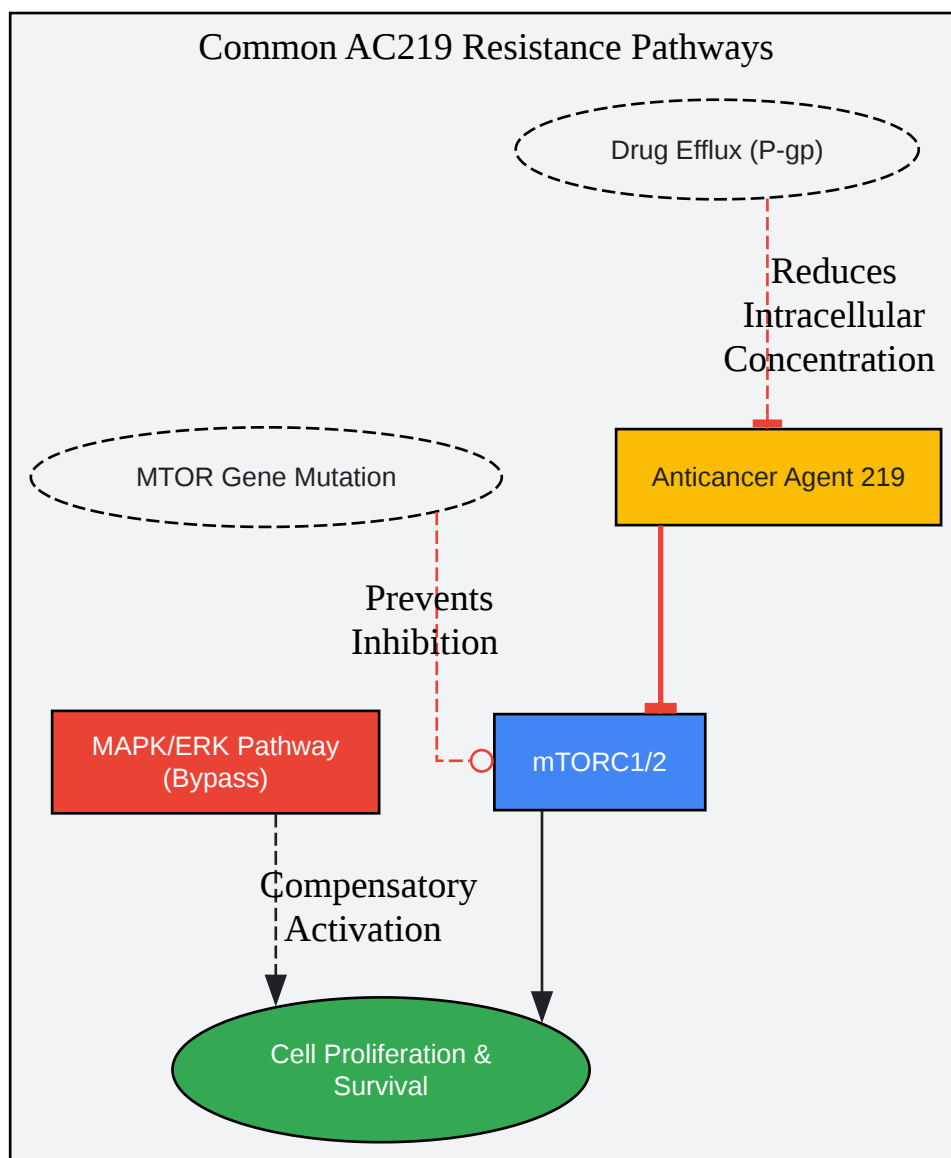 Common AC219 Resistance Pathways
Drug Efflux (P-gp)
Reduces
Intracellular
Concentration
MTOR Gene Mutation
Anticancer Agent 219
Prevents
Inhibition
MAPK/ERK Pathway
(Bypass)
mTORC1/2
Compensatory
Activation
Cell Proliferation &
Survival